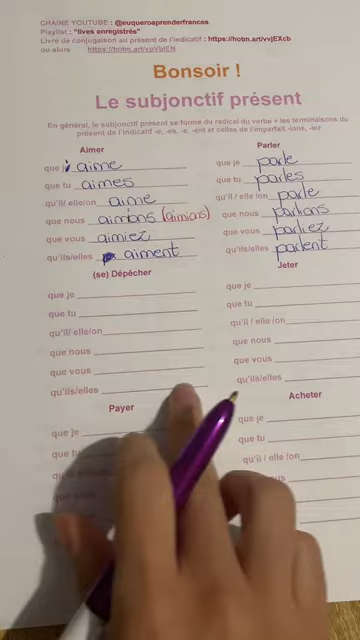 CHAINE YOUTUBE : @euqueroaprenderfrances
Playlist : "lives enregistrés"
Livre de conjugaison au présent de l'indicatif : https://hotm.art/vvjEXcb
ou alors
Bonsoir !
Le subjonctif présent
En général, le subjonctif présent se forme du radical du verbe + les terminaisons du
présent de l'indicatif -e, -es, -e, -ent et celles de l'imparfait -ions, -iez
Aimer
que j' aime
que tu aimes
qu'il/ elle/on aime
que nous aimions (aimions)
que vous aimiez
qu'ils/elles aiment
Parler
que je parle
que tu parles
qu'il / elle /on parle
que nous parlions
que vous parliez
qu'ils/elles parlent
(se) Dépêcher
que je
que tu
qu'il/ elle/on
que nous
que vous
qu'ils/elles
Jeter
que je
que tu
qu'il / elle /on
que nous
que vous
qu'ils/elles
Payer
que je
que tu
Acheter
que je
que tu
qu'il / elle /on